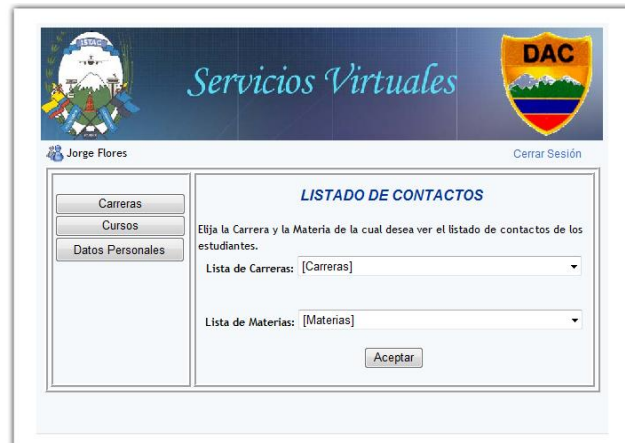 ISTAC
DAC
Servicios Virtuales
Jorge Flores
Cerrar Sesión
Carreras
Cursos
Datos Personales
LISTADO DE CONTACTOS
Elija la Carrera y la Materia de la cual desea ver el listado de contactos de los
estudiantes.
Lista de Carreras: [Carreras]
Lista de Materias: [Materias]
Aceptar